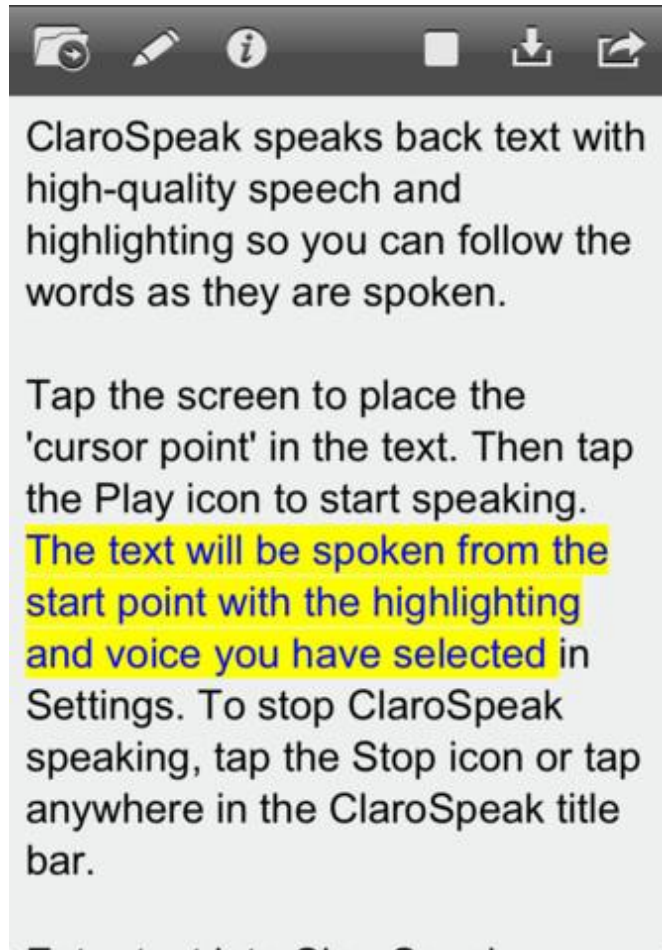 ClaroSpeak speaks back text with
high-quality speech and
highlighting so you can follow the
words as they are spoken.
Tap the screen to place the
'cursor point' in the text. Then tap
the Play icon to start speaking.
The text will be spoken from the
start point with the highlighting
and voice you have selected in
Settings. To stop ClaroSpeak
speaking, tap the Stop icon or tap
anywhere in the ClaroSpeak title
bar.